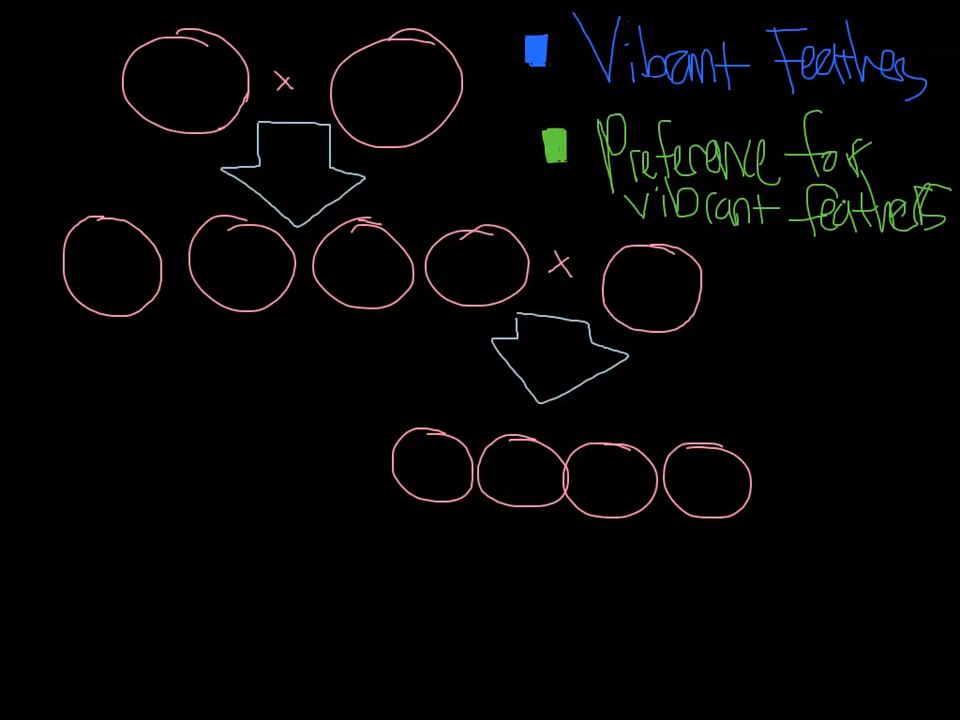 Vibrant Feathers
x
Preference for
vibrant feathers
x